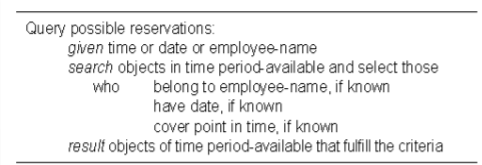 Query possible reservations:
given time or date or employee-name
search objects in time period-available and select those
who belong to employee-name, if known
have date, if known
cover point in time, if known
result objects of time period-available that fulfill the criteria